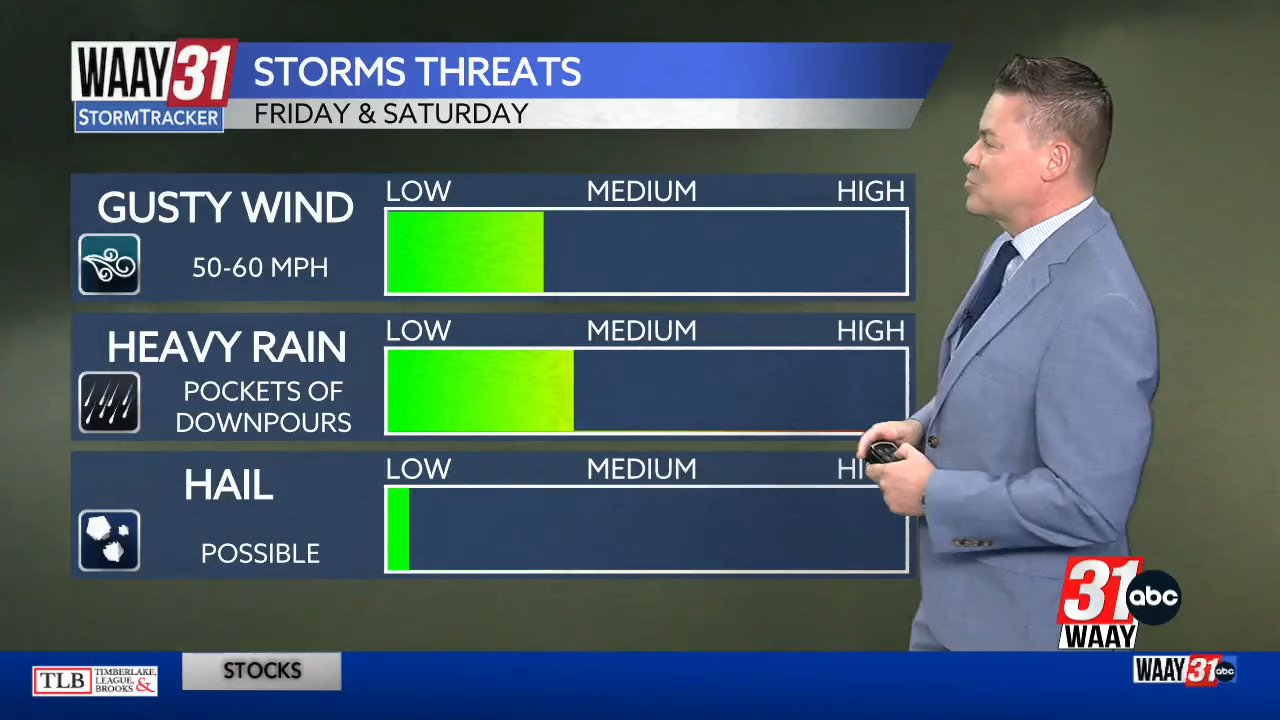 WAAY 31
STORMTRACKER
STORMS THREATS
FRIDAY & SATURDAY
GUSTY WIND
50-60 MPH
LOW MEDIUM HIGH
HEAVY RAIN
POCKETS OF
DOWNPOURS
LOW MEDIUM HIGH
HAIL
POSSIBLE
LOW MEDIUM
31 abc
WAAY
TLB TIMBERLAKE,
LEAGUE,
BROOKS &
STOCKS
WAAY 31 abc